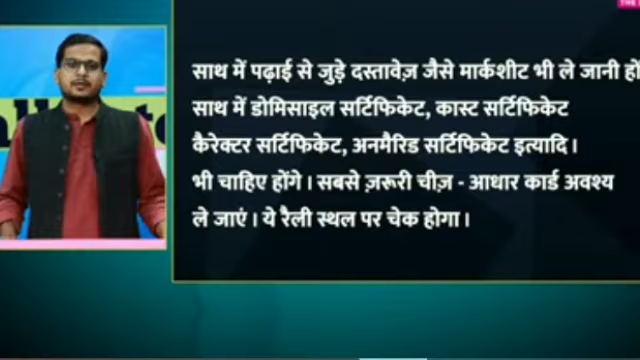 साथ में पढ़ाई से जुड़े दस्तावेज़ जैसे मार्कशीट भी ले जानी
साथ में डोमिसाइल सर्टिफिकेट, कास्ट सर्टिफिकेट
कैरेक्टर सर्टिफिकेट, अनमैरिड सर्टिफिकेट इत्यादि ।
भी चाहिए होंगे । सबसे ज़रूरी चीज़ - आधार कार्ड अवश्य
ले जाएं । ये रैली स्थल पर चेक होगा ।